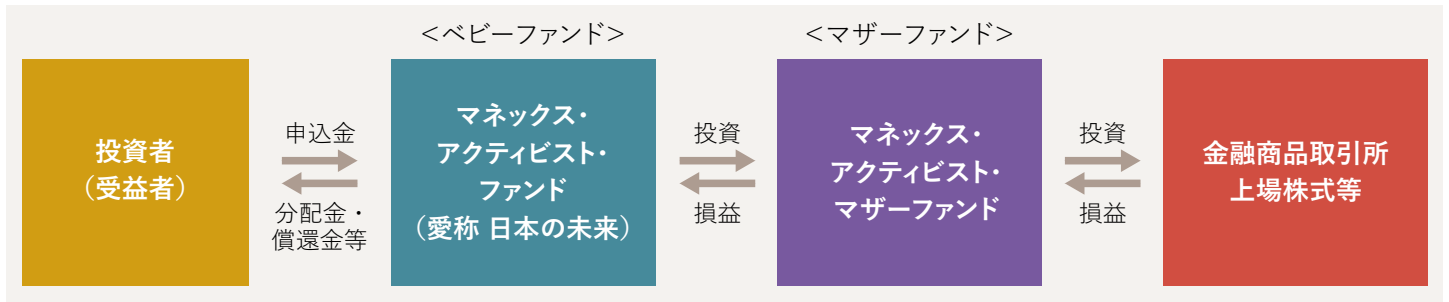 ＜ベビーファンド＞
＜マザーファンド＞
投資者
（受益者）
申込金
分配金・
償還金等
マネックス・
アクティビスト・
ファンド
（愛称 日本の未来）
投資
損益
マネックス・
アクティビスト・
マザーファンド
投資
損益
金融商品取引所
上場株式等